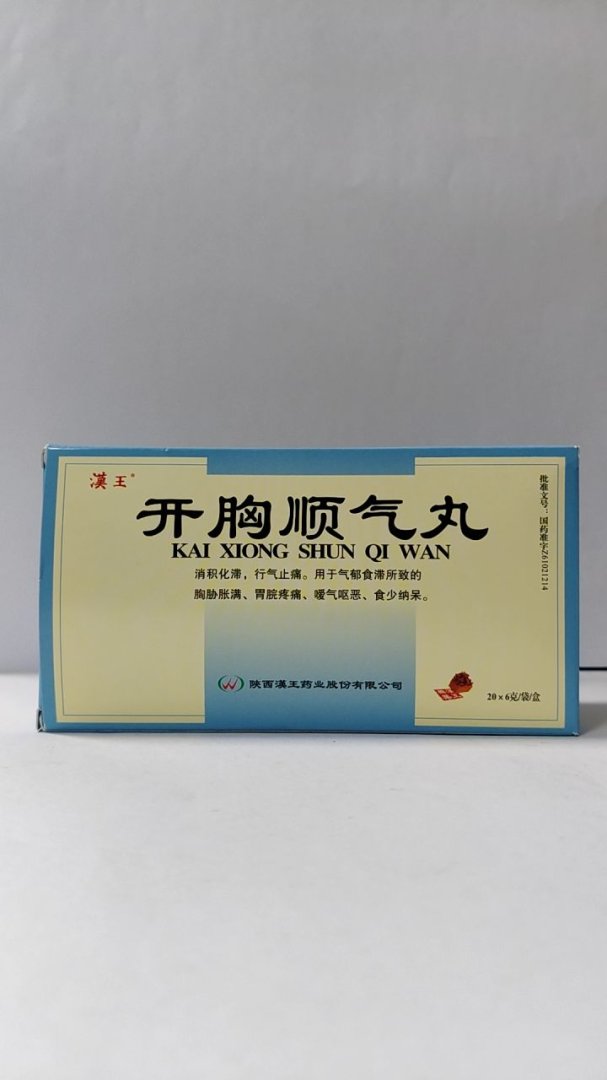 漢王®
开胸顺气丸
KAI XIONG SHUN QI WAN
消积化滞，行气止痛。用于气郁食滞所致的
胸胁胀满、胃脘疼痛、嗳气呕恶、食少纳呆。
批准文号：国药准字Z61021214
陕西漢王药业股份有限公司
20×6克/袋/盒